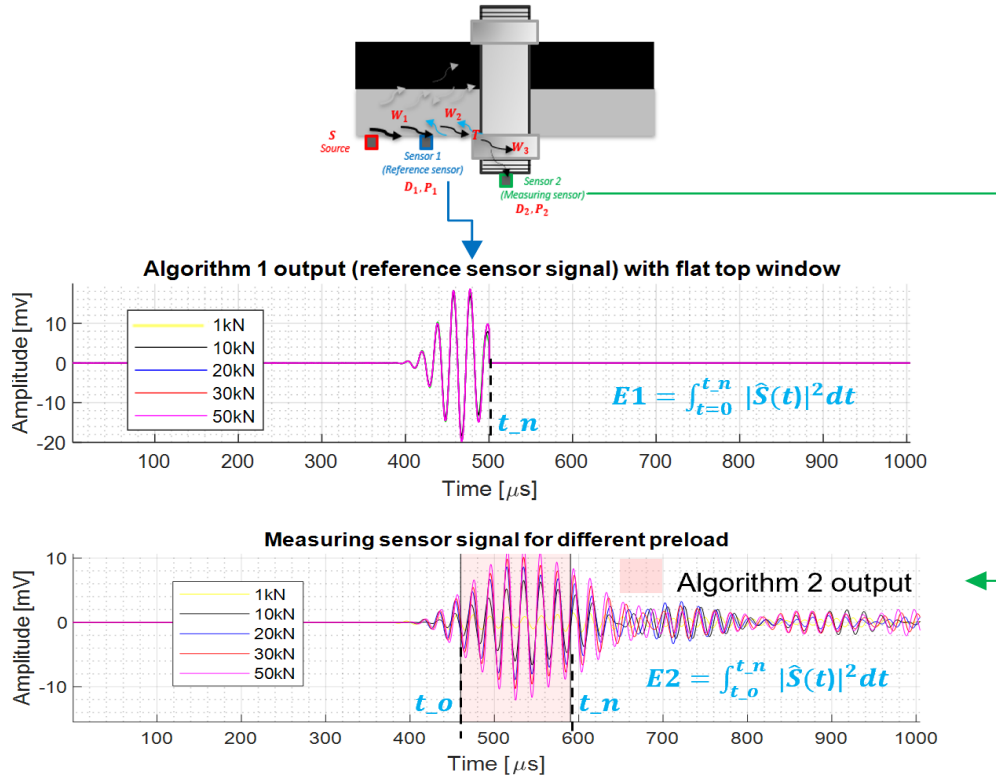 W₁
W₂
S
Source
T
W₃
Sensor 1
(Reference sensor)
D₁, P₁
Sensor 2
(Measuring sensor)
D₂, P₂
Algorithm 1 output (reference sensor signal) with flat top window
Amplitude [mv]
10
0
-10
-20
1kN
10kN
20kN
30kN
50kN
t_n
E1 = ∫_{t=0}^{t_n} |Ŝ(t)|² dt
100 200 300 400 500 600 700 800 900 1000
Time [μs]
Measuring sensor signal for different preload
Amplitude [mV]
10
0
-10
1kN
10kN
20kN
30kN
50kN
Algorithm 2 output
t_o
t_n
E2 = ∫_{t_o}^{t_n} |Ŝ(t)|² dt
100 200 300 400 500 600 700 800 900 1000
Time [μs]